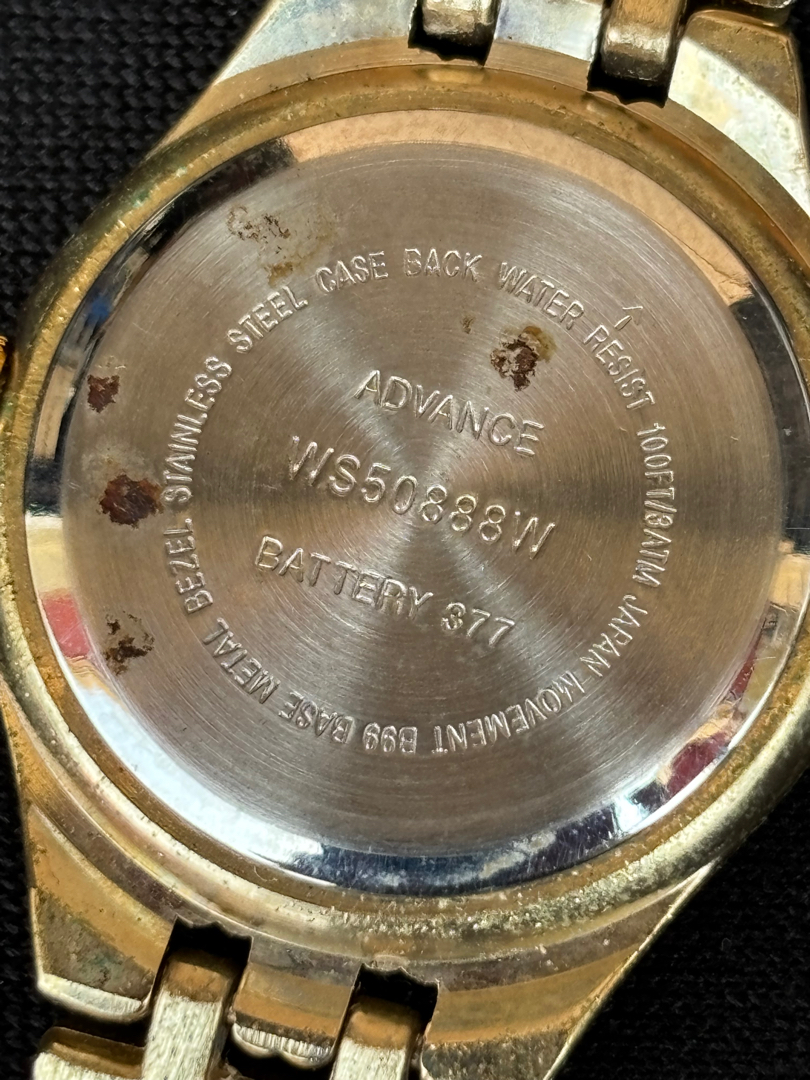 ADVANCE
WS50888W
BATTERY 377
BASE METAL BEZEL STAINLESS STEEL CASE BACK WATER RESIST 100FT/3ATM JAPAN MOVEMENT B99